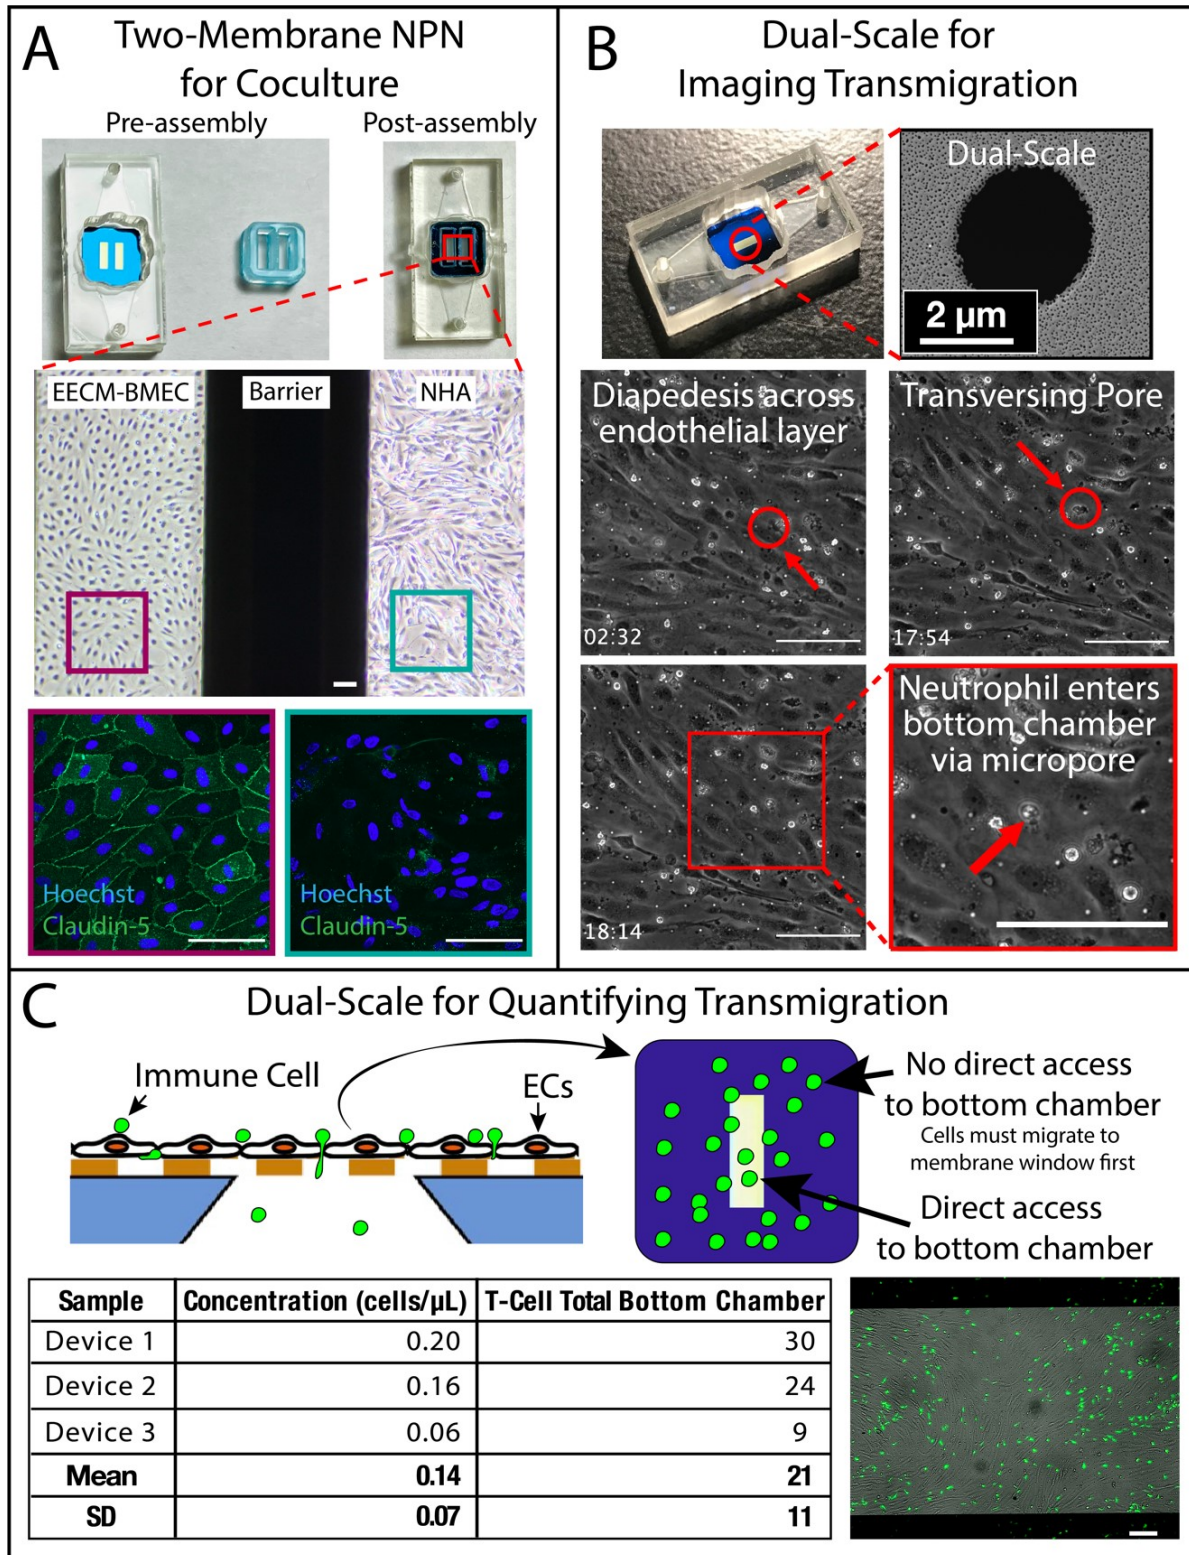 A
Two-Membrane NPN
for Coculture
Pre-assembly
Post-assembly
EECM-BMEC
Barrier
NHA
Hoechst
Claudin-5
Hoechst
Claudin-5
B
Dual-Scale for
Imaging Transmigration
Dual-Scale
2 µm
Diapedesis across
endothelial layer
02:32
Transversing Pore
17:54
18:14
Neutrophil enters
bottom chamber
via micropore
C
Dual-Scale for Quantifying Transmigration
Immune Cell
ECs
No direct access
to bottom chamber
Cells must migrate to
membrane window first
Direct access
to bottom chamber
Sample Concentration (cells/µL) T-Cell Total Bottom Chamber
Device 1 0.20 30
Device 2 0.16 24
Device 3 0.06 9
Mean 0.14 21
SD 0.07 11